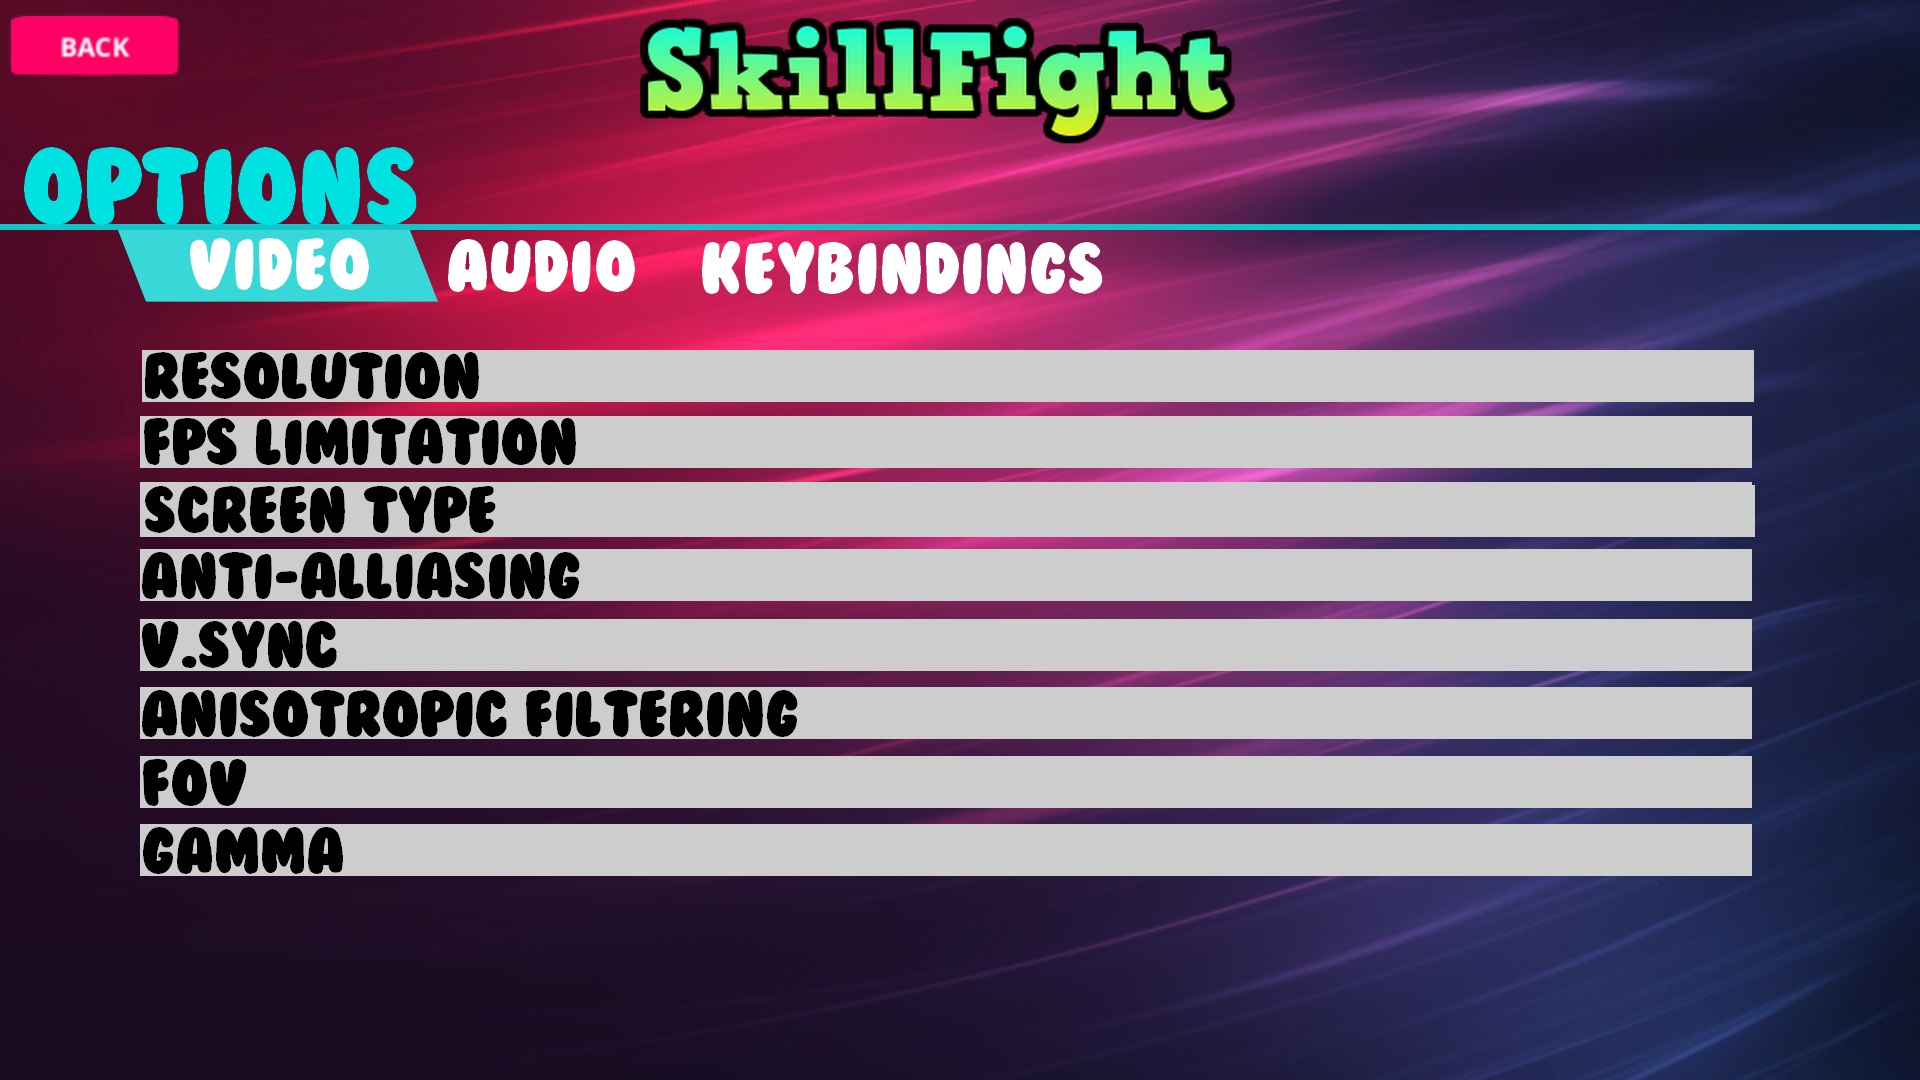 BACK
SkillFight
OPTIONS
VIDEO AUDIO KEYBINDINGS
RESOLUTION
FPS LIMITATION
SCREEN TYPE
ANTI-ALLIASING
V.SYNC
ANISOTROPIC FILTERING
FOV
GAMMA